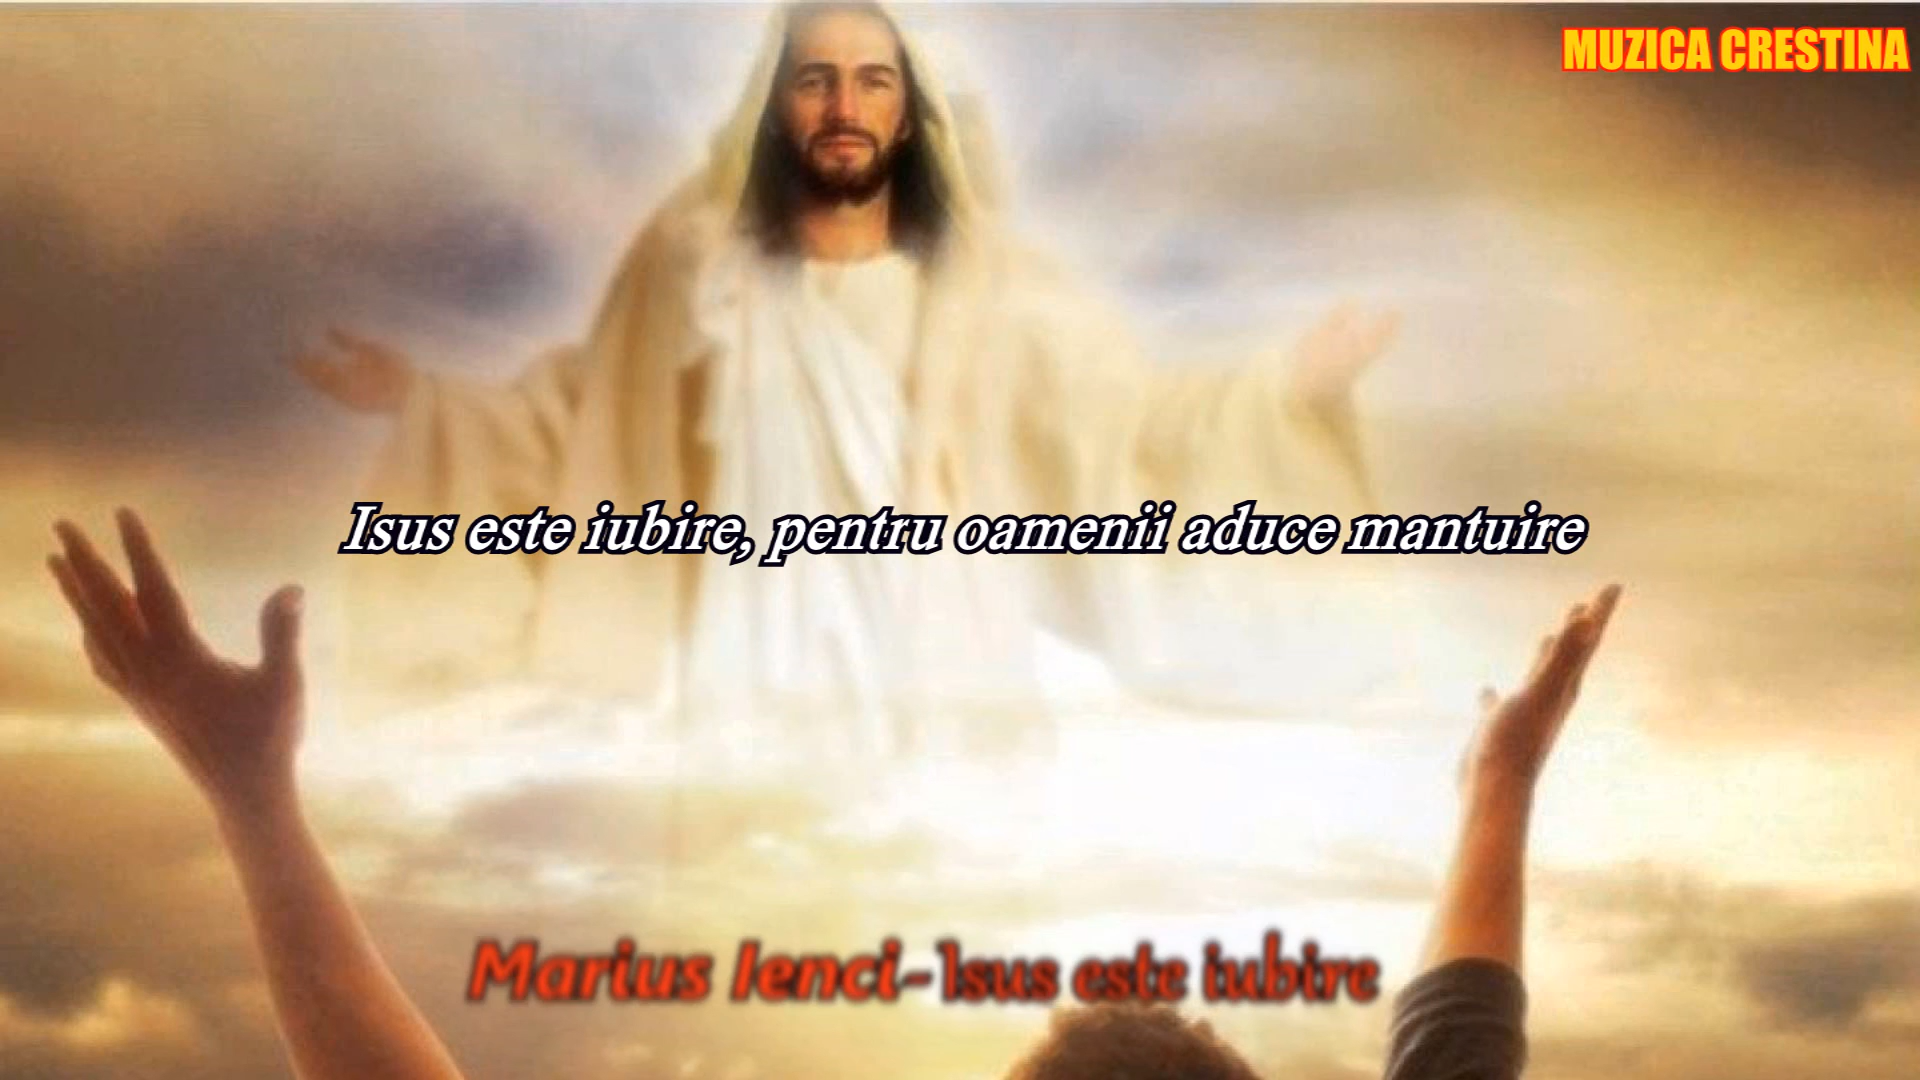 MUZICA CRESTINA
Isus este iubire, pentru oamenii aduce mantuire
Marius Ienci-Isus este iubire